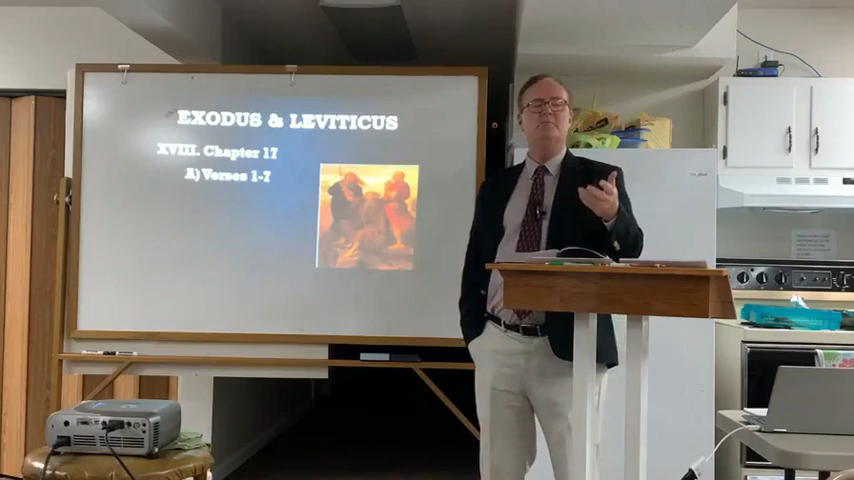 EXODUS & LEVITICUS
XVIII. Chapter 17
A) Verses 1-7